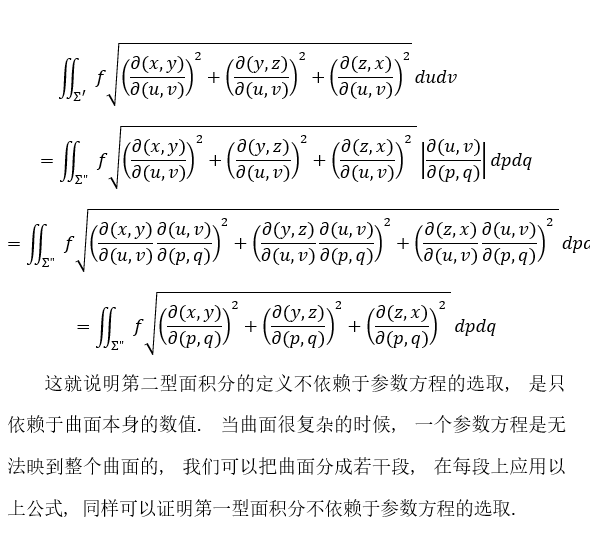 ∬_Σ′ f√((∂(x,y)/∂(u,v))² + (∂(y,z)/∂(u,v))² + (∂(z,x)/∂(u,v))²) dudv
= ∬_Σ″ f√((∂(x,y)/∂(u,v))² + (∂(y,z)/∂(u,v))² + (∂(z,x)/∂(u,v))²) |∂(u,v)/∂(p,q)| dpdq
= ∬_Σ″ f√((∂(x,y)/∂(u,v) ∂(u,v)/∂(p,q))² + (∂(y,z)/∂(u,v) ∂(u,v)/∂(p,q))² + (∂(z,x)/∂(u,v) ∂(u,v)/∂(p,q))²) dp
= ∬_Σ″ f√((∂(x,y)/∂(p,q))² + (∂(y,z)/∂(p,q))² + (∂(z,x)/∂(p,q))²) dpdq
这就说明第二型面积分的定义不依赖于参数方程的选取, 是只
依赖于曲面本身的数值. 当曲面很复杂的时候, 一个参数方程是无
法映到整个曲面的, 我们可以把曲面分成若干段, 在每段上应用以
上公式, 同样可以证明第一型面积分不依赖于参数方程的选取.